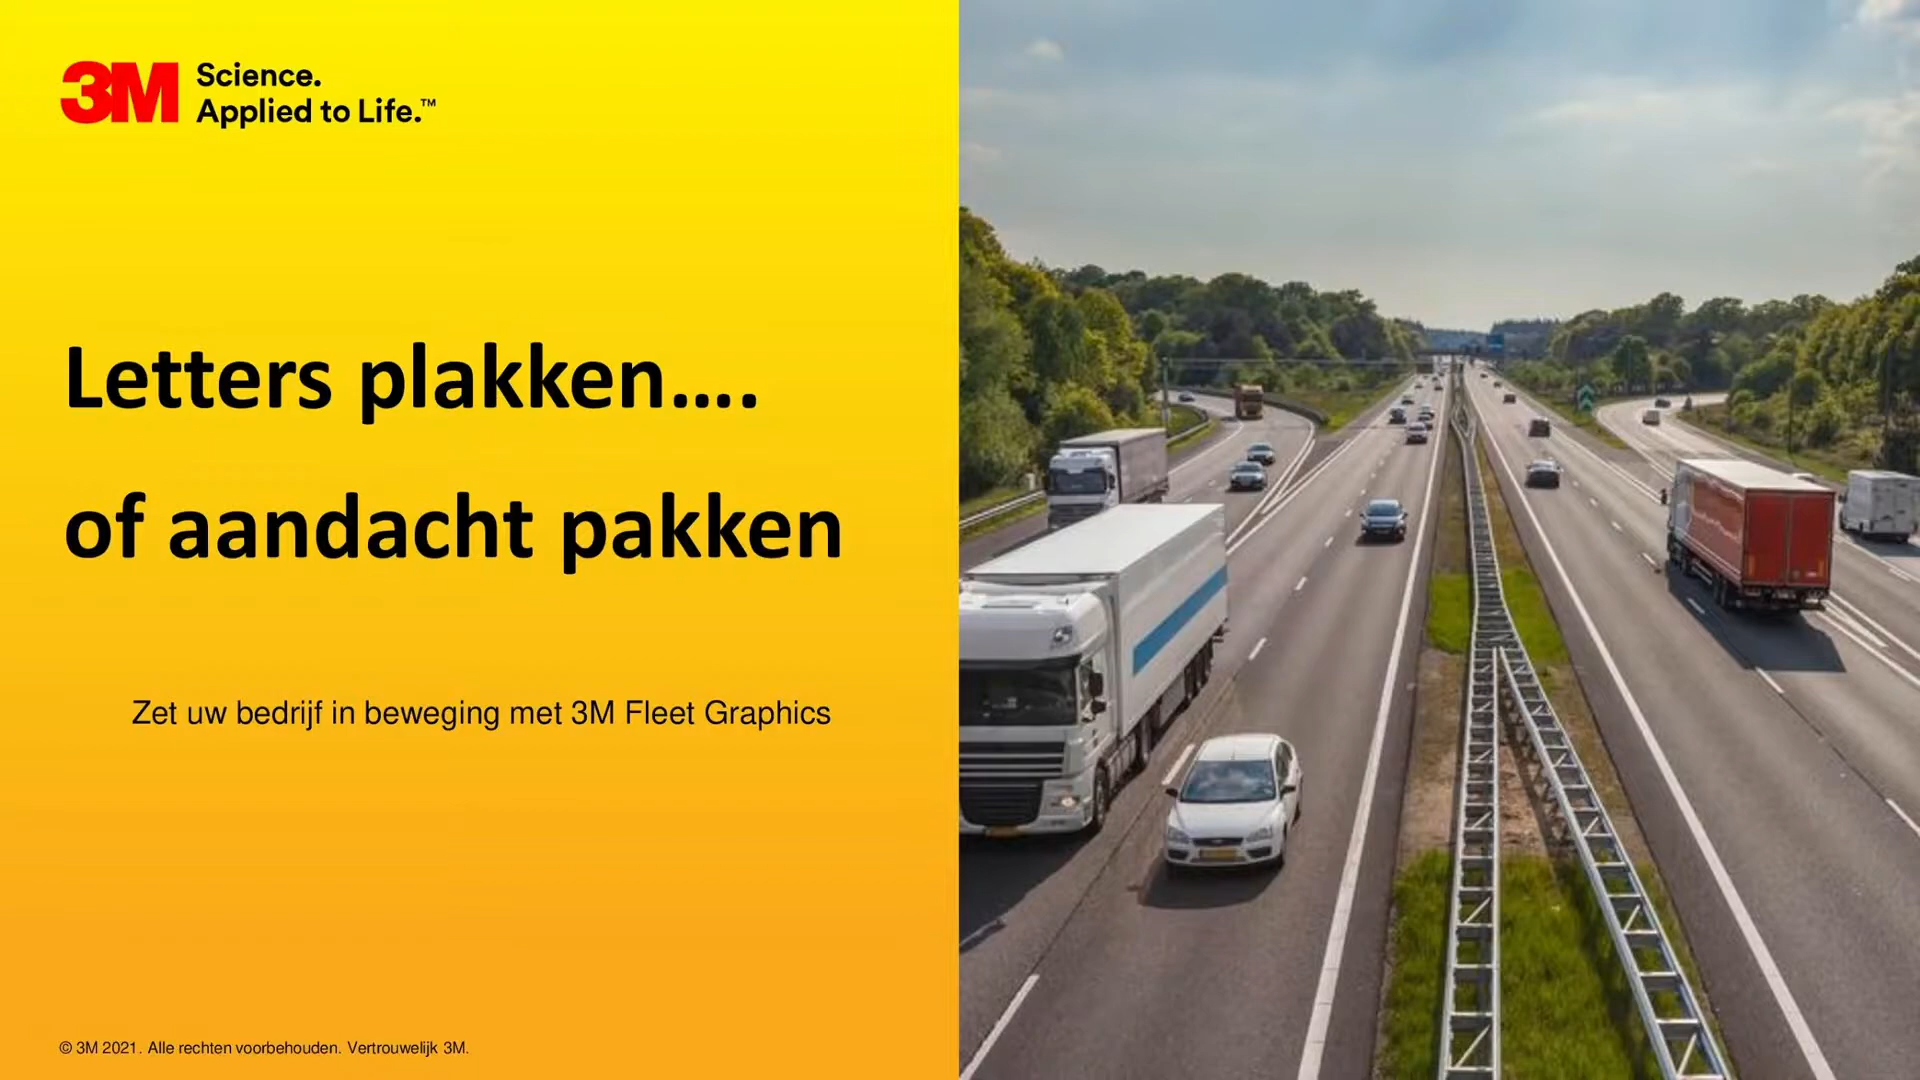 3M Science.
Applied to Life.™
Letters plakken….
of aandacht pakken
Zet uw bedrijf in beweging met 3M Fleet Graphics
© 3M 2021. Alle rechten voorbehouden. Vertrouwelijk 3M.